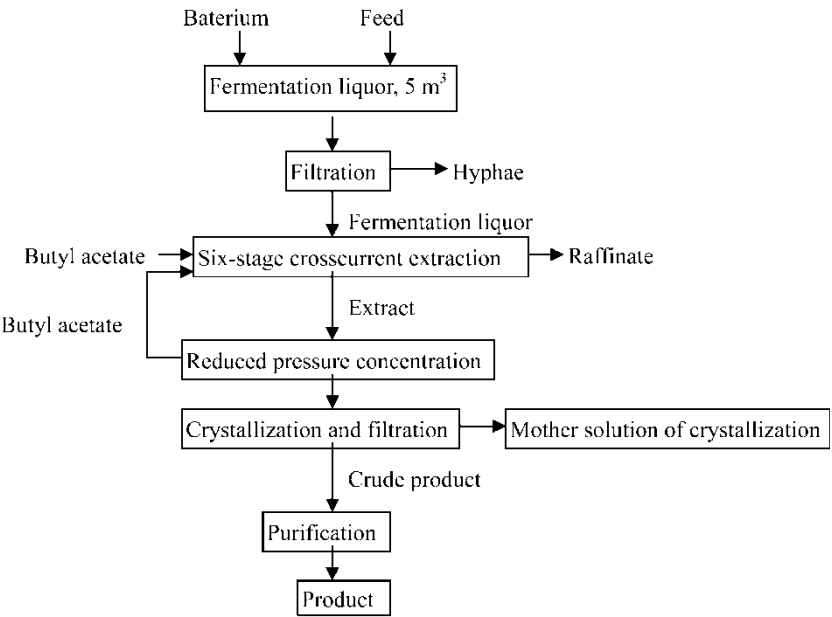 Baterium
Feed
Fermentation liquor, 5 m³
Filtration
Hyphae
Fermentation liquor
Butyl acetate
Six-stage crosscurrent extraction
Raffinate
Extract
Butyl acetate
Reduced pressure concentration
Crystallization and filtration
Mother solution of crystallization
Crude product
Purification
Product